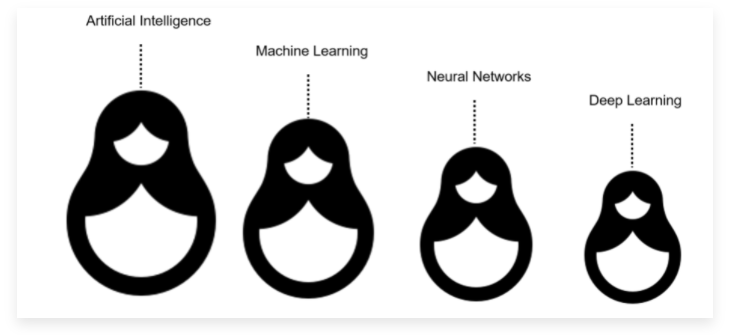 Artificial Intelligence
Machine Learning
Neural Networks
Deep Learning